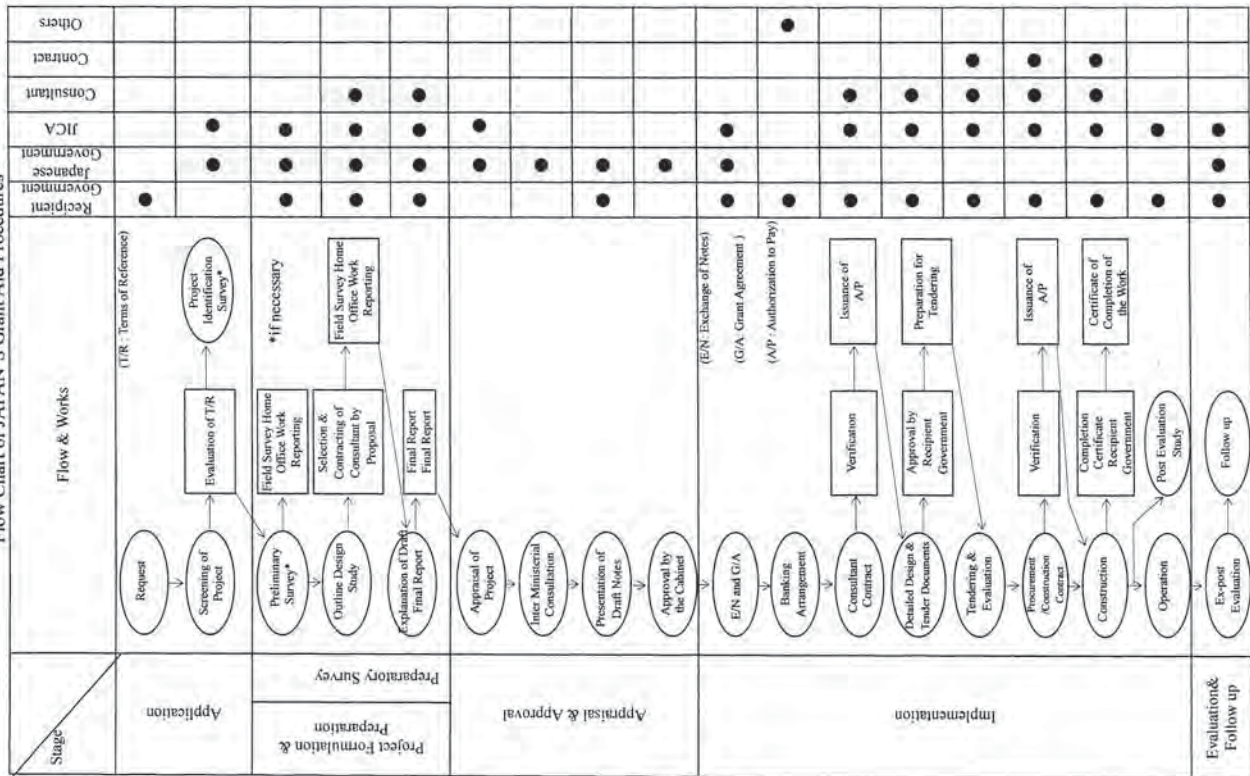 Flow Chart of JAPAN's Grant Aid Procedures
Stage
Flow & Works
Recipient
Government
Japanese
Government
JICA
Consultant
Contract
Others
Application
Request
(T/R : Terms of Reference)
Screening of
Project
Evaluation of T/R
Project
Identification
Survey*
Project Formulation &
Preparation
Preparatory Survey
Preliminary
Survey*
Field Survey Home
Office Work
Reporting
*if necessary
Outline Design
Study
Selection &
Contracting of
Consultant by
Proposal
Field Survey Home
Office Work
Reporting
Explanation of Draft
Final Report
Final Report
Final Report
Appraisal & Approval
Appraisal of
Project
Inter Ministerial
Consultation
Presentation of
Draft Notes
Approval by
the Cabinet
Implementation
E/N and G/A
(E/N: Exchange of Notes)
(G/A: Grant Agreement )
Banking
Arrangement
(A/P : Authorization to Pay)
Consultant
Contract
Verification
Issuance of
A/P
Detailed Design &
Tender Documents
Approval by
Recipient
Government
Preparation for
Tendering
Tendering &
Evaluation
Procurement
/Construction
Contract
Verification
Issuance of
A/P
Construction
Completion
Certificate
Recipient
Government
Certificate of
Completion of
the Work
Operation
Post Evaluation
Study
Evaluation&
Follow up
Ex-post
Evaluation
Follow up